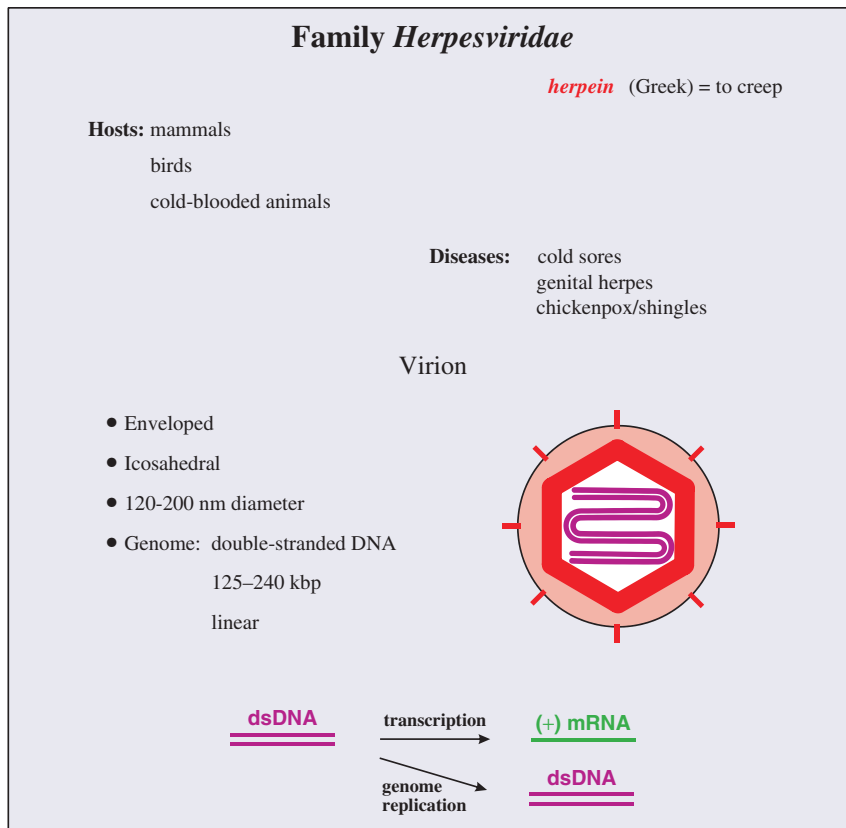 Family Herpesviridae
herpein (Greek) = to creep
Hosts: mammals
birds
cold-blooded animals
Diseases: cold sores
genital herpes
chickenpox/shingles
Virion
● Enveloped
● Icosahedral
● 120-200 nm diameter
● Genome: double-stranded DNA
125–240 kbp
linear
dsDNA
transcription
(+) mRNA
genome
replication
dsDNA